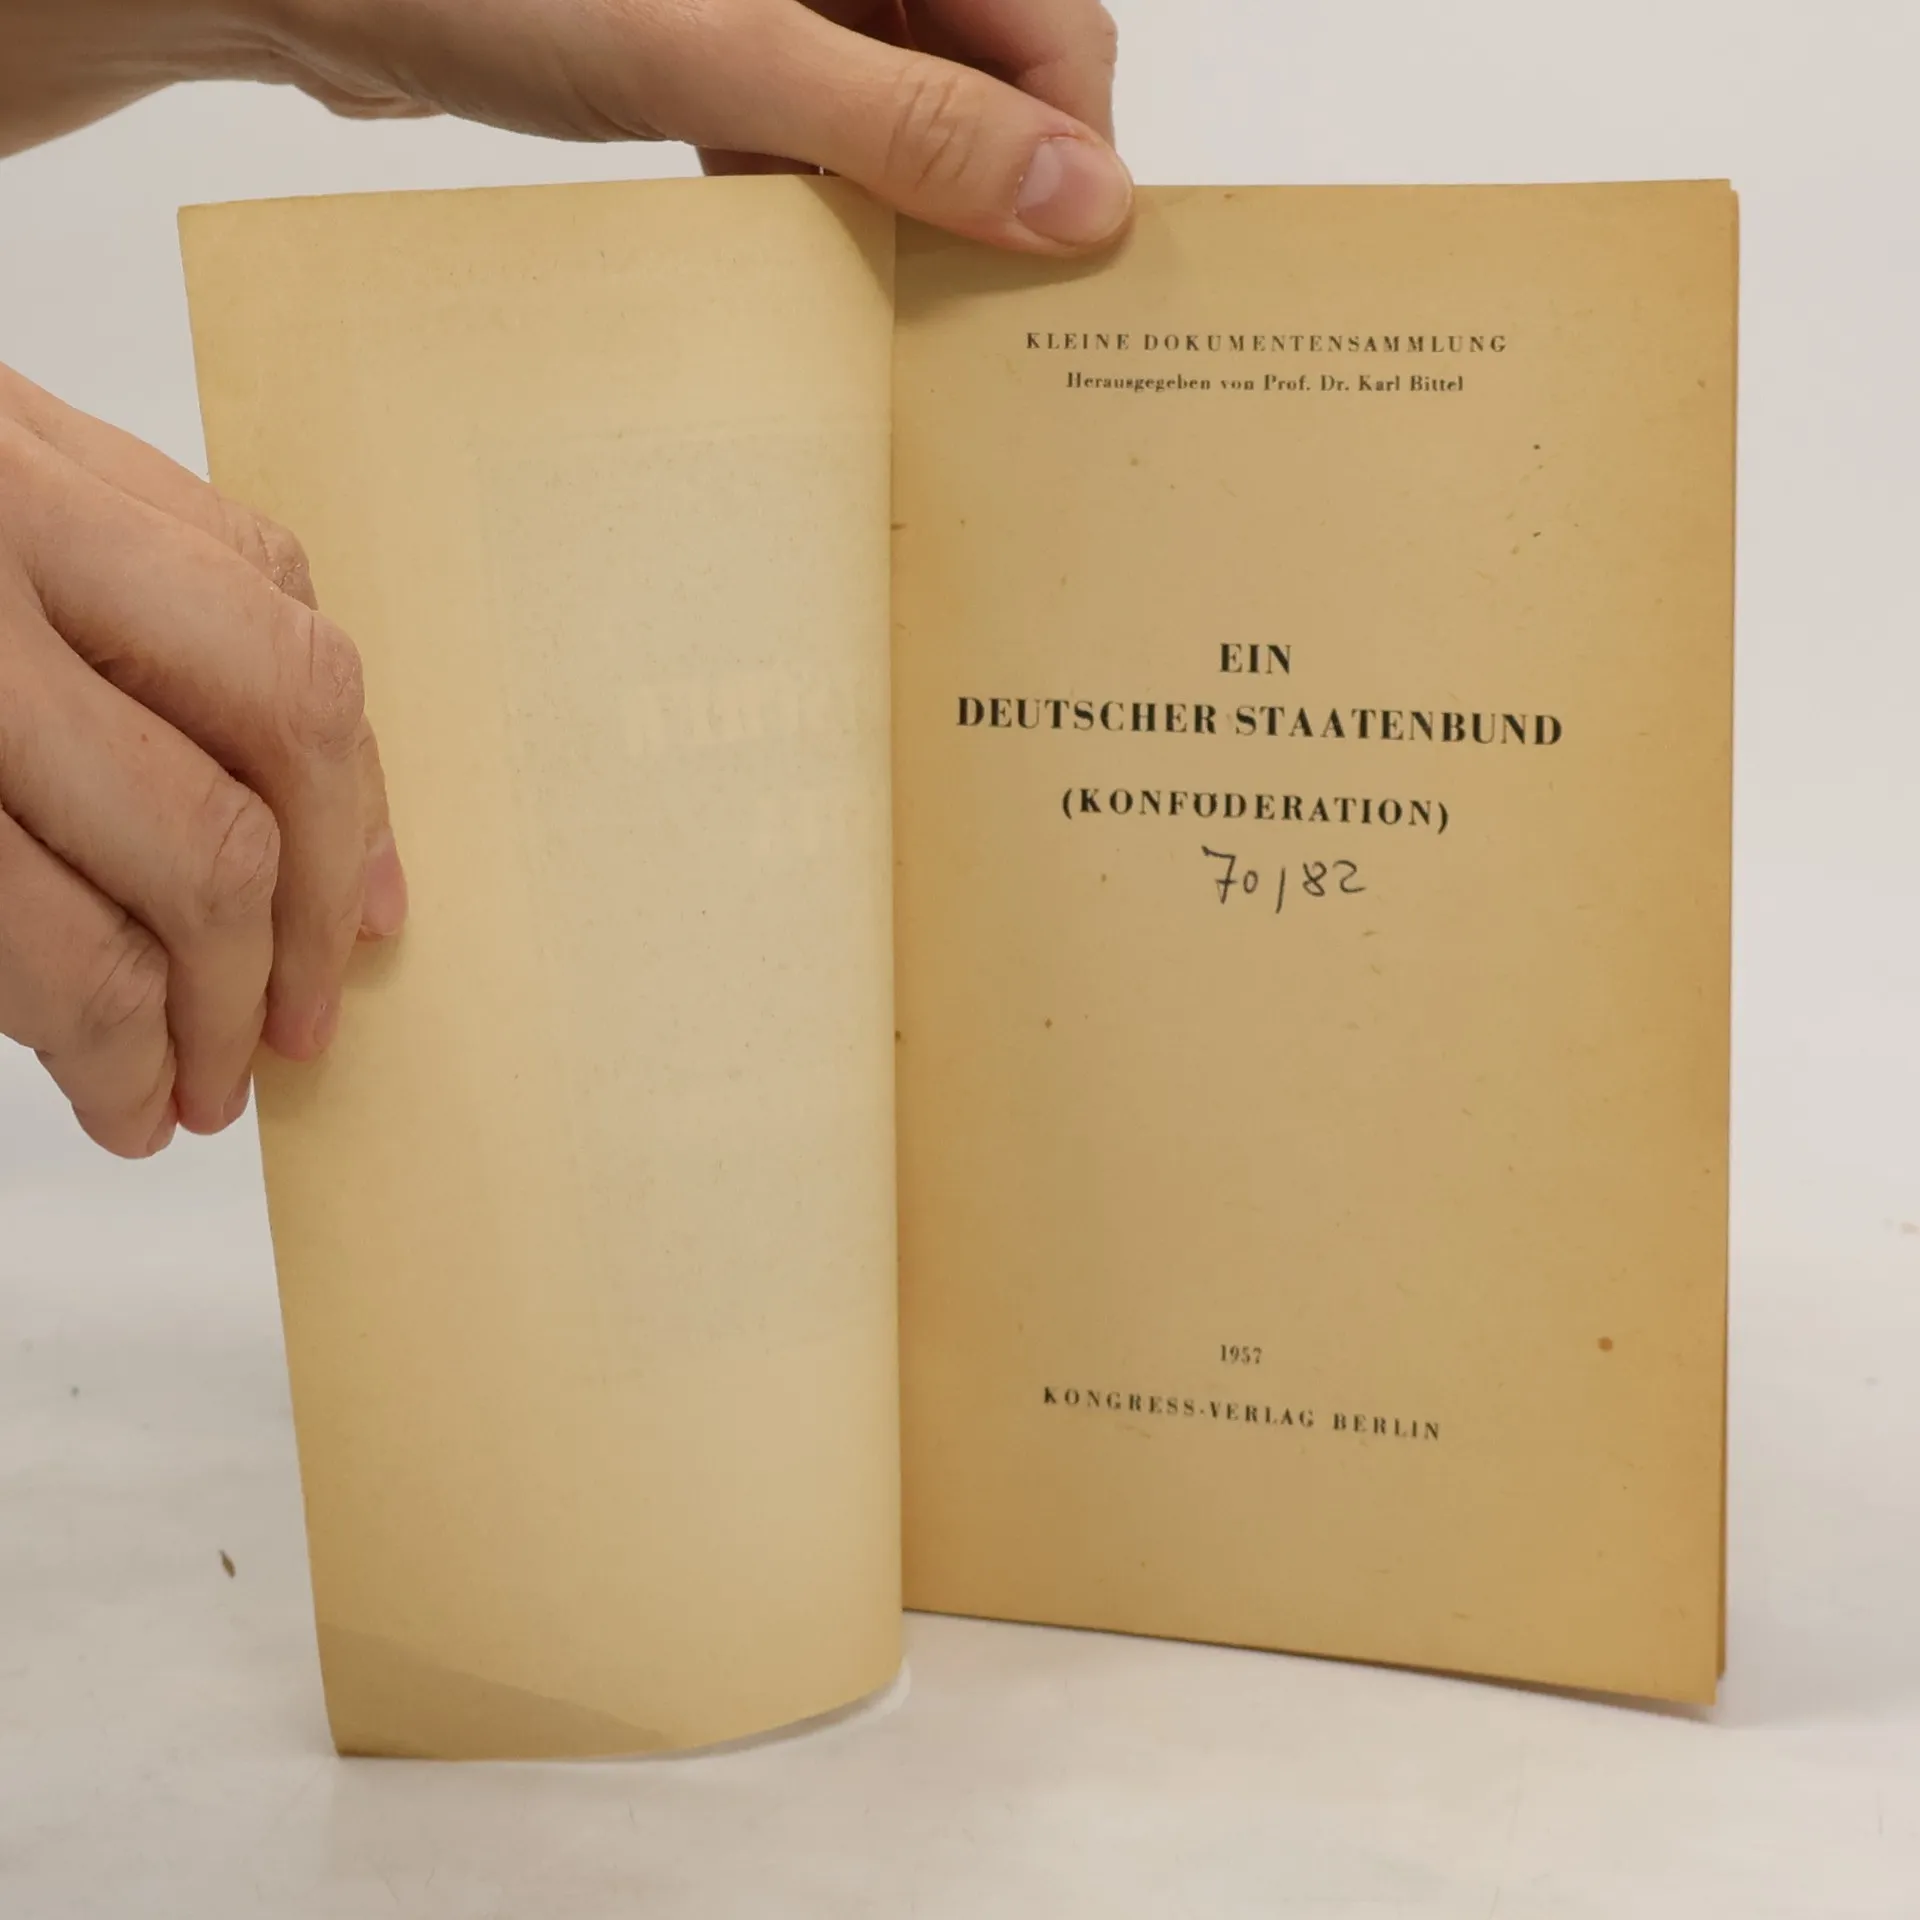 KLEINE DOKUMENTENSAMMLUNG
Herausgegeben von Prof. Dr. Karl Bittel
EIN
DEUTSCHER STAATENBUND
(KONFÖDERATION)
70/82
1957
KONGRESS-VERLAG BERLIN